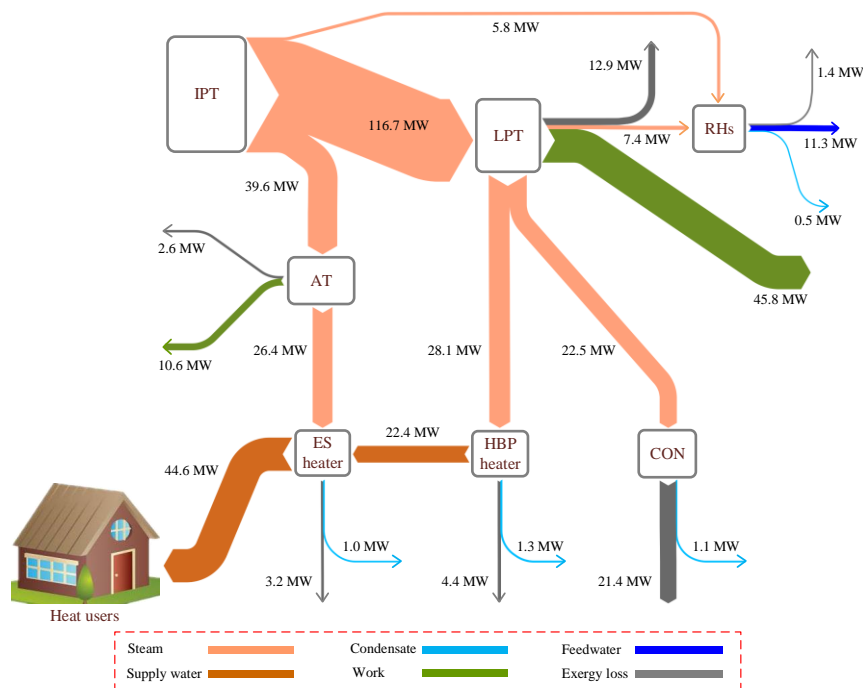 5.8 MW
12.9 MW
1.4 MW
IPT
116.7 MW
LPT
RHs
7.4 MW
11.3 MW
39.6 MW
0.5 MW
2.6 MW
AT
45.8 MW
10.6 MW
26.4 MW
28.1 MW
22.5 MW
44.6 MW
ES
heater
22.4 MW
HBP
heater
CON
1.0 MW
1.3 MW
1.1 MW
3.2 MW
4.4 MW
21.4 MW
Heat users
Steam
Condensate
Feedwater
Supply water
Work
Exergy loss